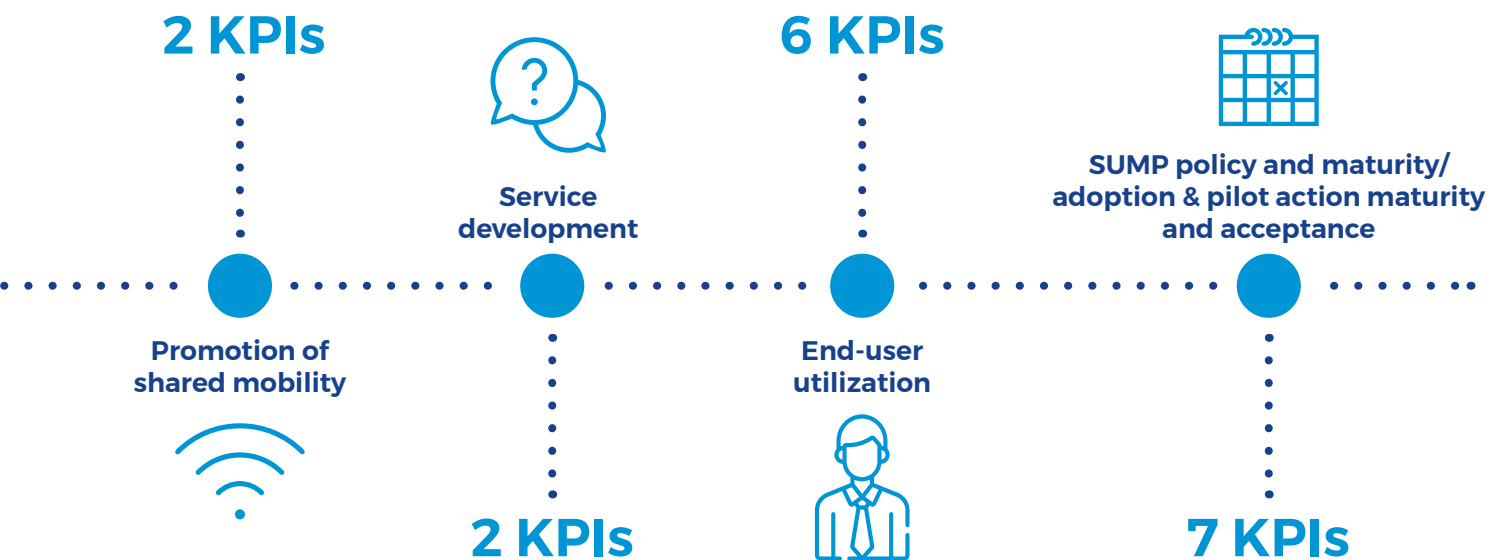 2 KPIs
Promotion of
shared mobility
?
Service
development
2 KPIs
6 KPIs
End-user
utilization
SUMP policy and maturity/
adoption & pilot action maturity
and acceptance
7 KPIs